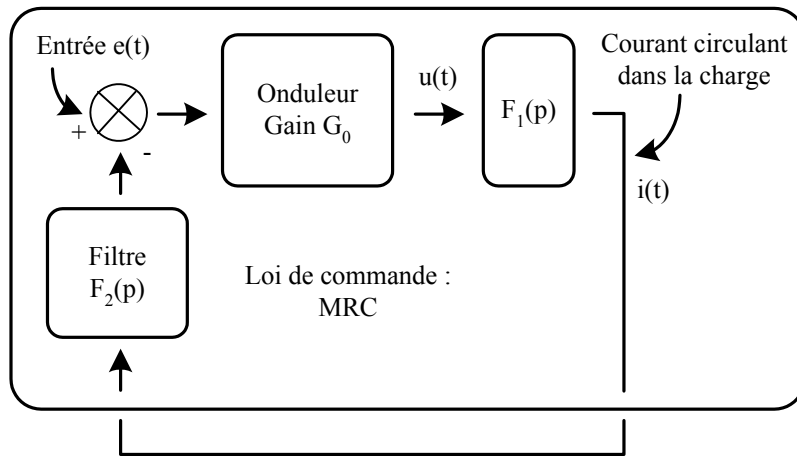 Entrée e(t)
+
-
Onduleur
Gain G₀
u(t)
F₁(p)
Courant circulant
dans la charge
i(t)
Filtre
F₂(p)
Loi de commande :
MRC